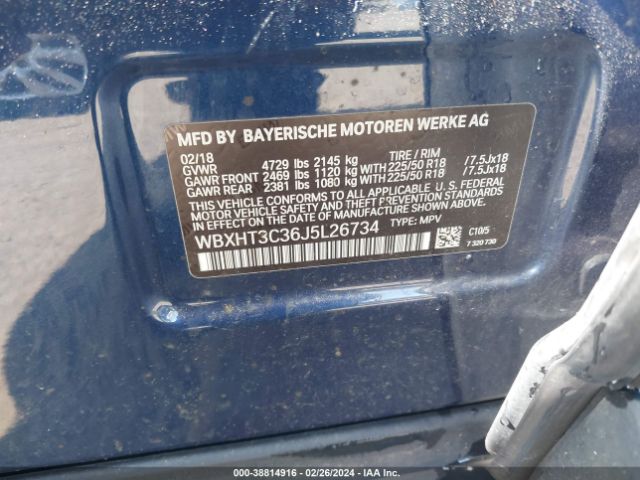 MFD BY BAYERISCHE MOTOREN WERKE AG
02/18 TIRE / RIM
GVWR 4729 lbs 2145 kg
GAWR FRONT 2469 lbs 1120 kg WITH 225/50 R18 /7.5Jx18
GAWR REAR 2381 lbs 1080 kg WITH 225/50 R18 /7.5Jx18
THIS VEHICLE CONFORMS TO ALL APPLICABLE U. S. FEDERAL
MOTOR VEHICLE SAFETY, BUMPER, AND THEFT PREVENTION
STANDARDS IN EFFECT ON THE DATE OF MANUFACTURE SHOWN ABOVE.
WBXHT3C36J5L26734 TYPE: MPV
C10/5
7 320 730
000-38814916 - 02/26/2024 - IAA Inc.